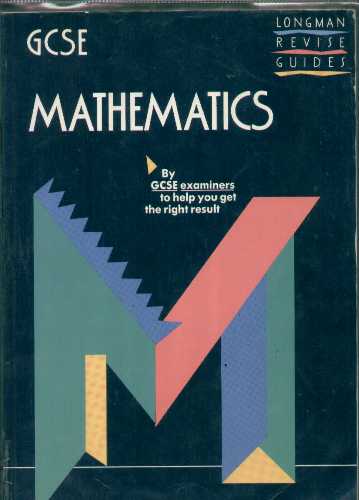 GCSE
LONGMAN
REVISE
GUIDES
MATHEMATICS
By
GCSE examiners
to help you get
the right result